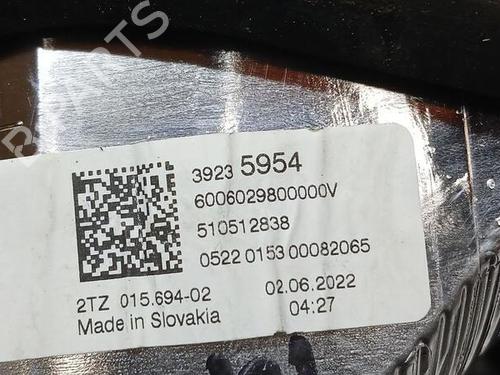 3923 5954
6006029800000V
510512838
0522 0153 00082065
2TZ 015.694-02 02.06.2022
Made in Slovakia 04:27